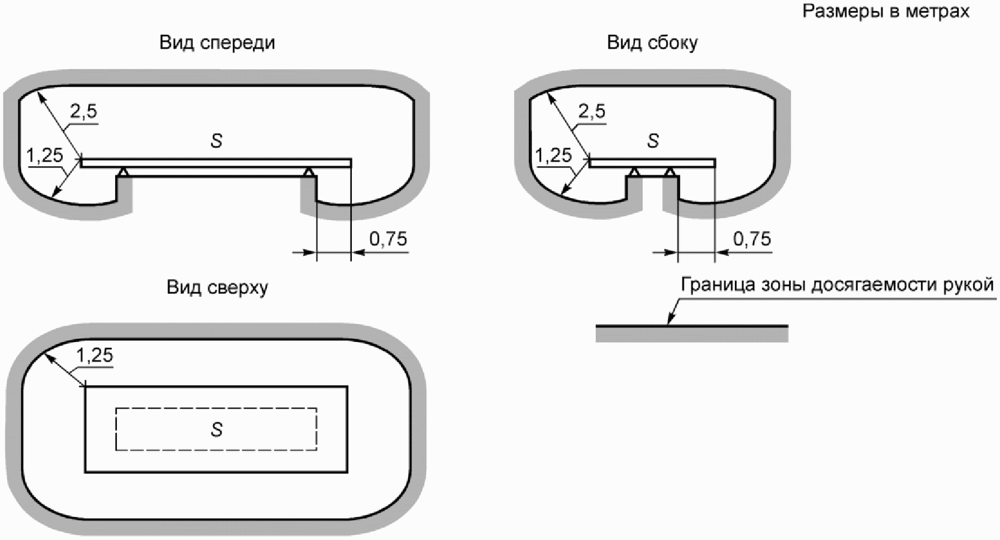 Размеры в метрах
Вид спереди
Вид сбоку
2,5
S
1,25
0,75
2,5
S
1,25
0,75
Вид сверху
Граница зоны досягаемости рукой
1,25
S